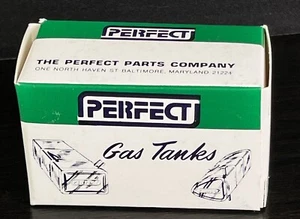 PERFECT
THE PERFECT PARTS COMPANY
ONE NORTH HAVEN ST BALTIMORE, MARYLAND 21224
PERFECT
Gas Tanks